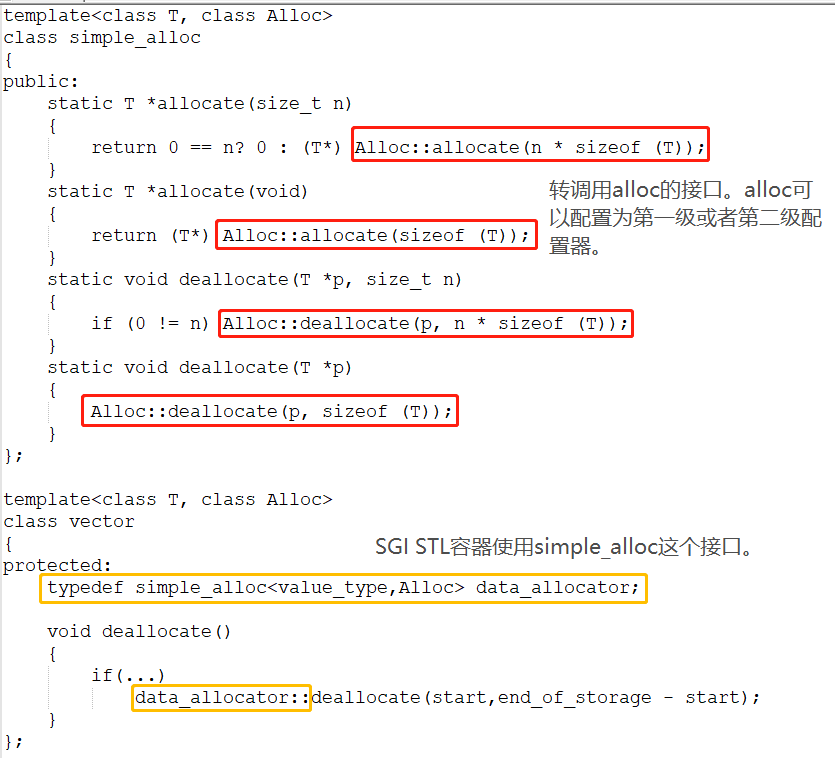 template<class T, class Alloc>
class simple_alloc
{
public:
    static T *allocate(size_t n)
    {
        return 0 == n? 0 : (T*) Alloc::allocate(n * sizeof (T));
    }
    static T *allocate(void)
    {
        return (T*) Alloc::allocate(sizeof (T));
    }
转调用alloc的接口。alloc可
以配置为第一级或者第二级配
置器。
    static void deallocate(T *p, size_t n)
    {
        if (0 != n) Alloc::deallocate(p, n * sizeof (T));
    }
    static void deallocate(T *p)
    {
        Alloc::deallocate(p, sizeof (T));
    }
};
template<class T, class Alloc>
class vector
{
SGI STL容器使用simple_alloc这个接口。
protected:
    typedef simple_alloc<value_type,Alloc> data_allocator;
    void deallocate()
    {
        if(...)
            data_allocator::deallocate(start,end_of_storage - start);
    }
};